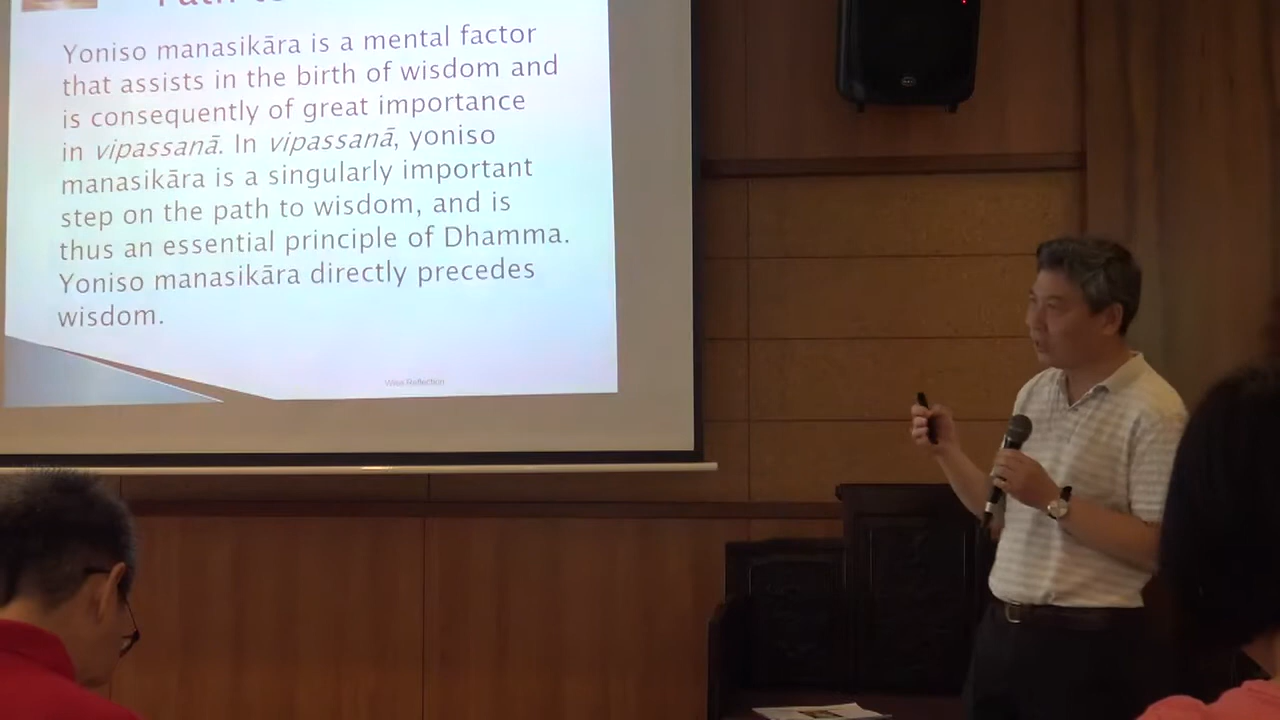 Path to
Yoniso manasikāra is a mental factor
that assists in the birth of wisdom and
is consequently of great importance
in vipassanā. In vipassanā, yoniso
manasikāra is a singularly important
step on the path to wisdom, and is
thus an essential principle of Dhamma.
Yoniso manasikāra directly precedes
wisdom.
Wise Reflection